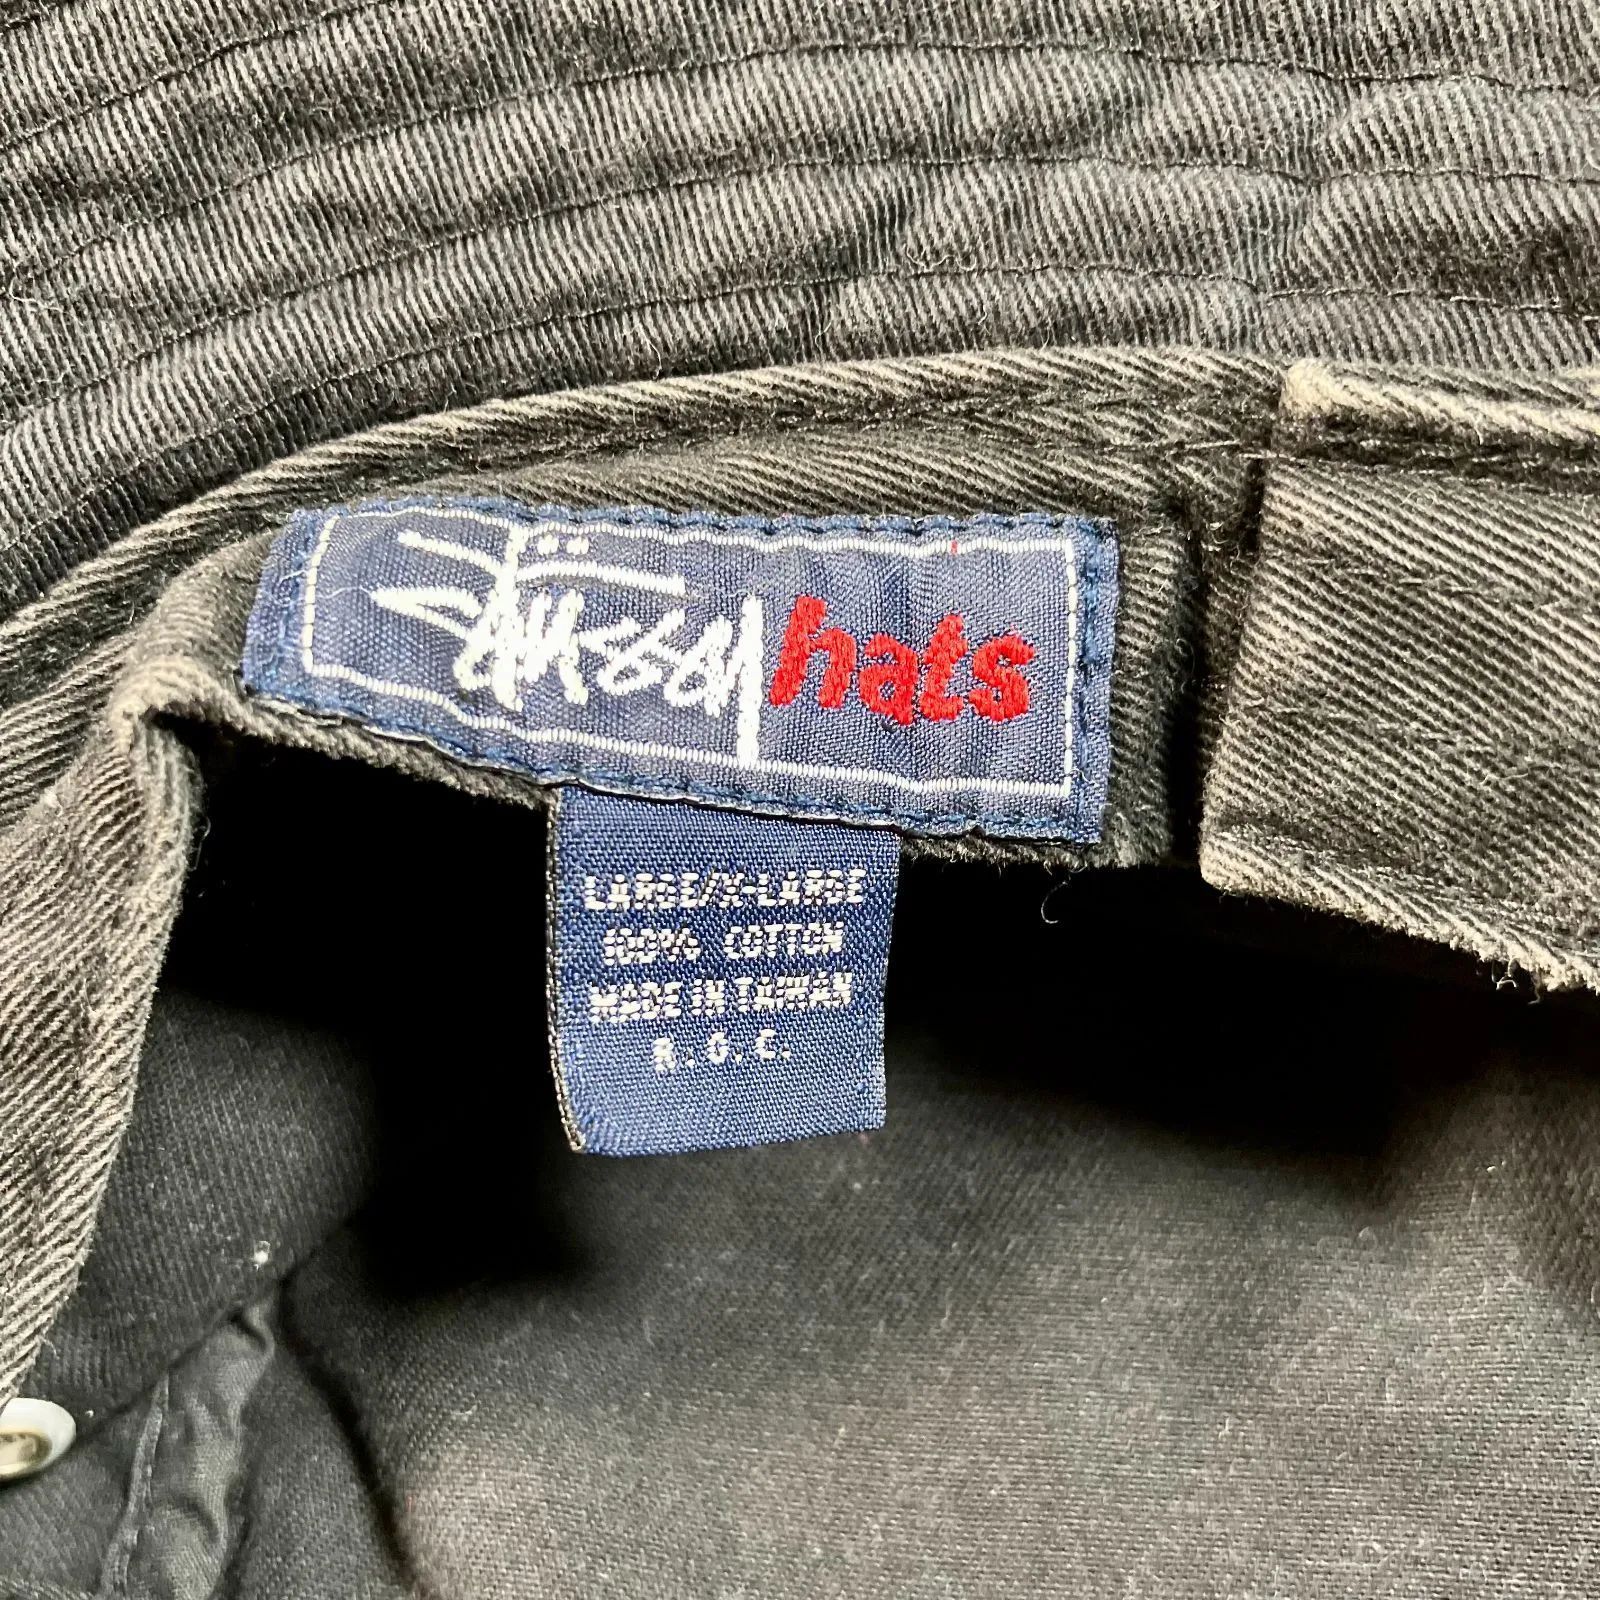 Stüssy hats
LARGE/X-LARGE
100% COTTON
MADE IN TAIWAN
R.O.C.